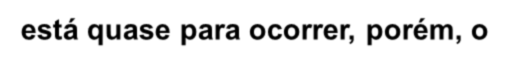 está quase para ocorrer, porém, o